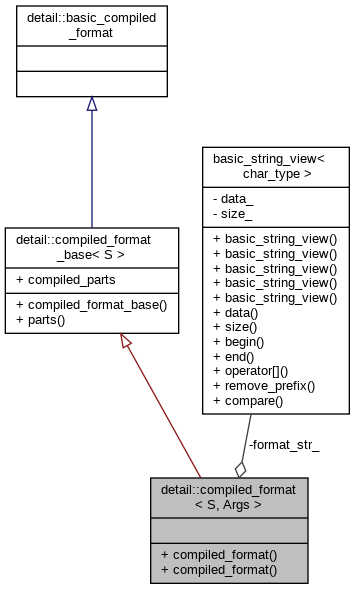 detail::basic_compiled
_format
basic_string_view<
char_type >
- data_
- size_
+ basic_string_view()
+ basic_string_view()
+ basic_string_view()
+ basic_string_view()
+ basic_string_view()
+ data()
+ size()
+ begin()
+ end()
+ operator[]()
+ remove_prefix()
+ compare()
detail::compiled_format
_base< S >
+ compiled_parts
+ compiled_format_base()
+ parts()
-format_str_
detail::compiled_format
< S, Args >
+ compiled_format()
+ compiled_format()